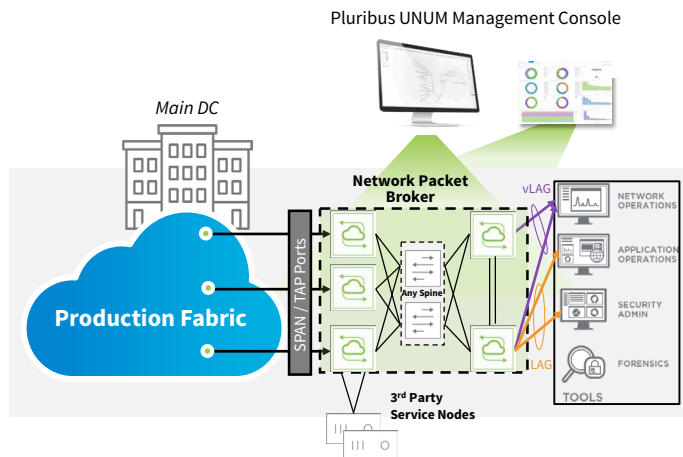 Pluribus UNUM Management Console
Main DC
Network Packet
Broker
vLAG
NETWORK
OPERATIONS
SPAN / TAP Ports
APPLICATION
OPERATIONS
Any Spine
Production Fabric
SECURITY
ADMIN
LAG
FORENSICS
TOOLS
3rd Party
Service Nodes